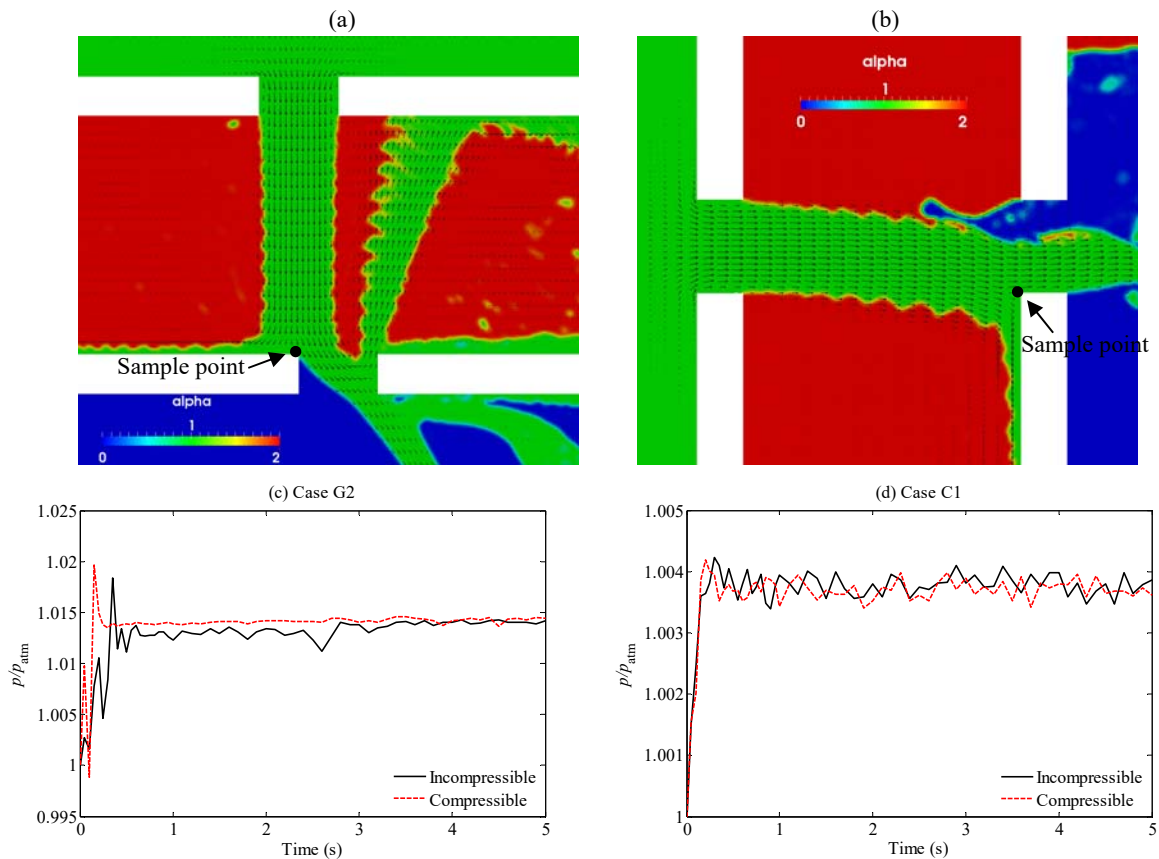 (a)
(b)
alpha
1
0
2
Sample point
alpha
1
0
2
Sample point
(c) Case G2
(d) Case C1
1.025
1.02
1.015
1.01
1.005
1
0.995
p/patm
0
1
2
3
4
5
Time (s)
Incompressible
Compressible
1.005
1.004
1.003
1.002
1.001
1
p/patm
0
1
2
3
4
5
Time (s)
Incompressible
Compressible